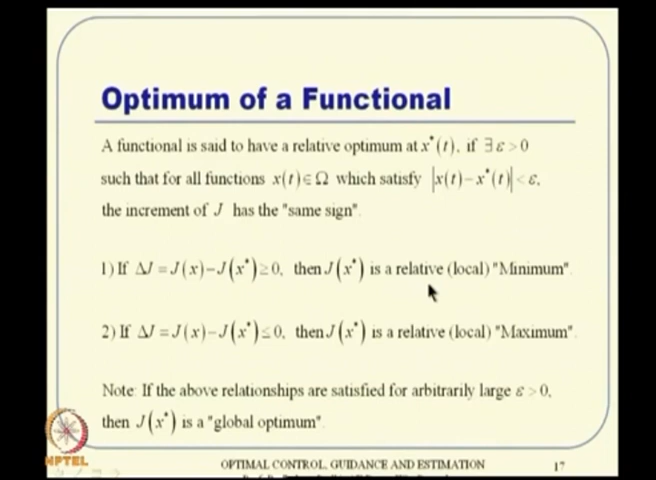 Optimum of a Functional
A functional is said to have a relative optimum at x*(t), if ∃ ε > 0
such that for all functions x(t) ∈ Ω which satisfy |x(t) − x*(t)| < ε,
the increment of J has the "same sign".
1) If ΔJ = J(x) − J(x*) ≥ 0, then J(x*) is a relative (local) "Minimum".
2) If ΔJ = J(x) − J(x*) ≤ 0, then J(x*) is a relative (local) "Maximum".
Note: If the above relationships are satisfied for arbitrarily large ε > 0,
then J(x*) is a "global optimum".
NPTEL
OPTIMAL CONTROL, GUIDANCE AND ESTIMATION
17